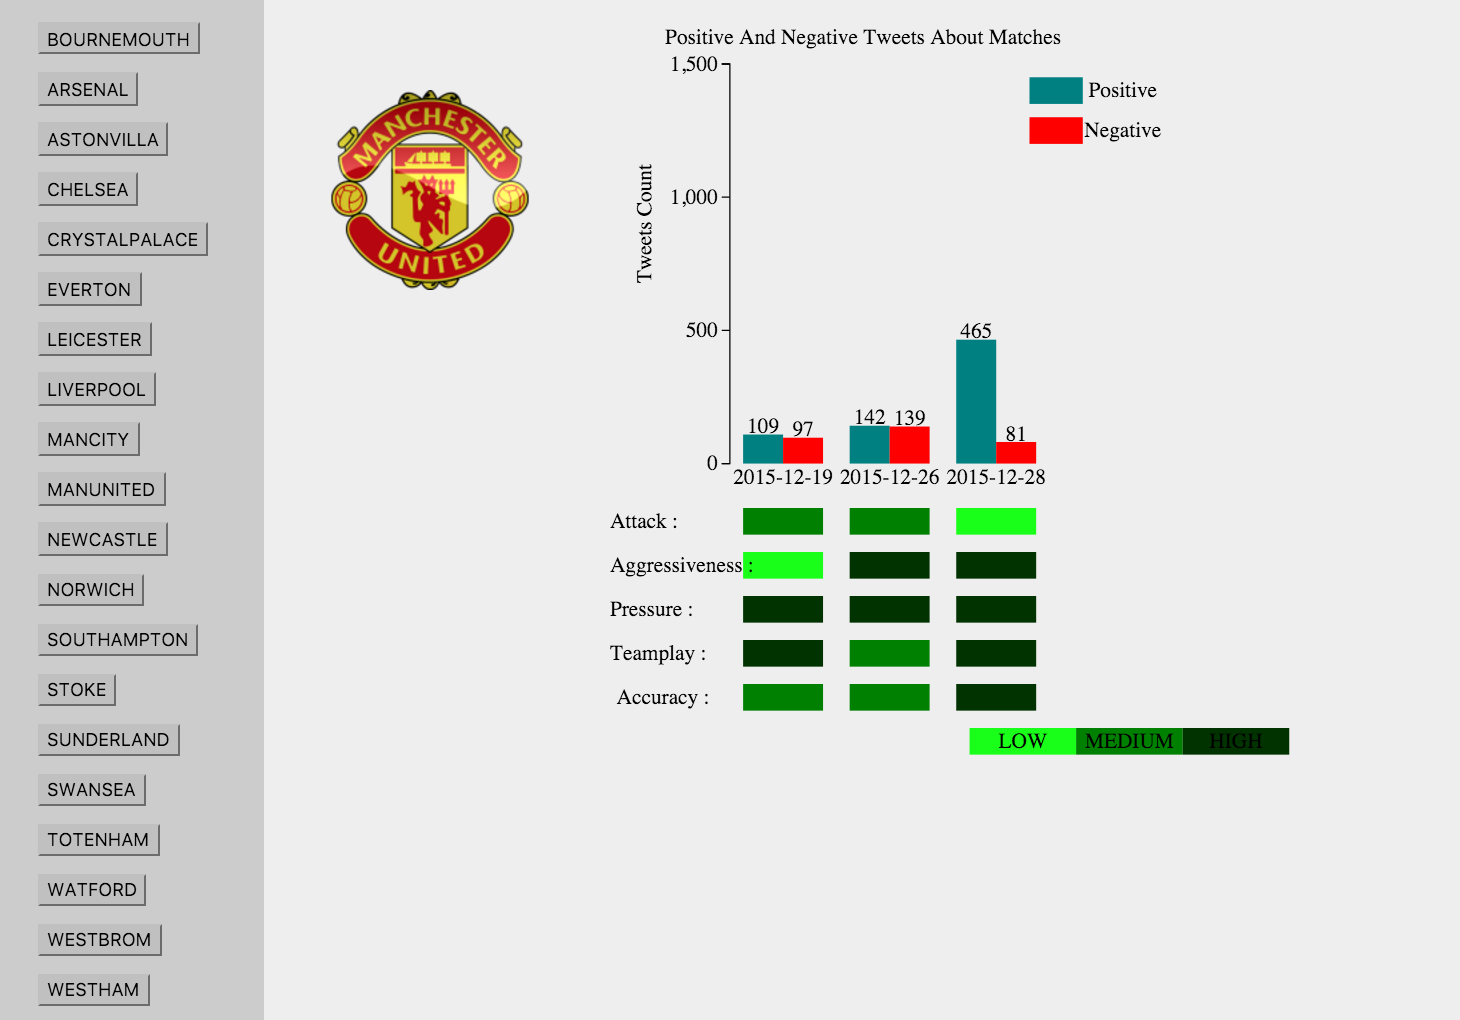 BOURNEMOUTH
ARSENAL
ASTONVILLA
CHELSEA
CRYSTALPALACE
EVERTON
LEICESTER
LIVERPOOL
MANCITY
MANUNITED
NEWCASTLE
NORWICH
SOUTHAMPTON
STOKE
SUNDERLAND
SWANSEA
TOTENHAM
WATFORD
WESTBROM
WESTHAM
MANCHESTER
UNITED
Positive And Negative Tweets About Matches
Positive
Negative
Tweets Count
1,500
1,000
500
0
109 97 142 139 465 81
2015-12-19 2015-12-26 2015-12-28
Attack :
Aggressiveness :
Pressure :
Teamplay :
Accuracy :
LOW MEDIUM HIGH